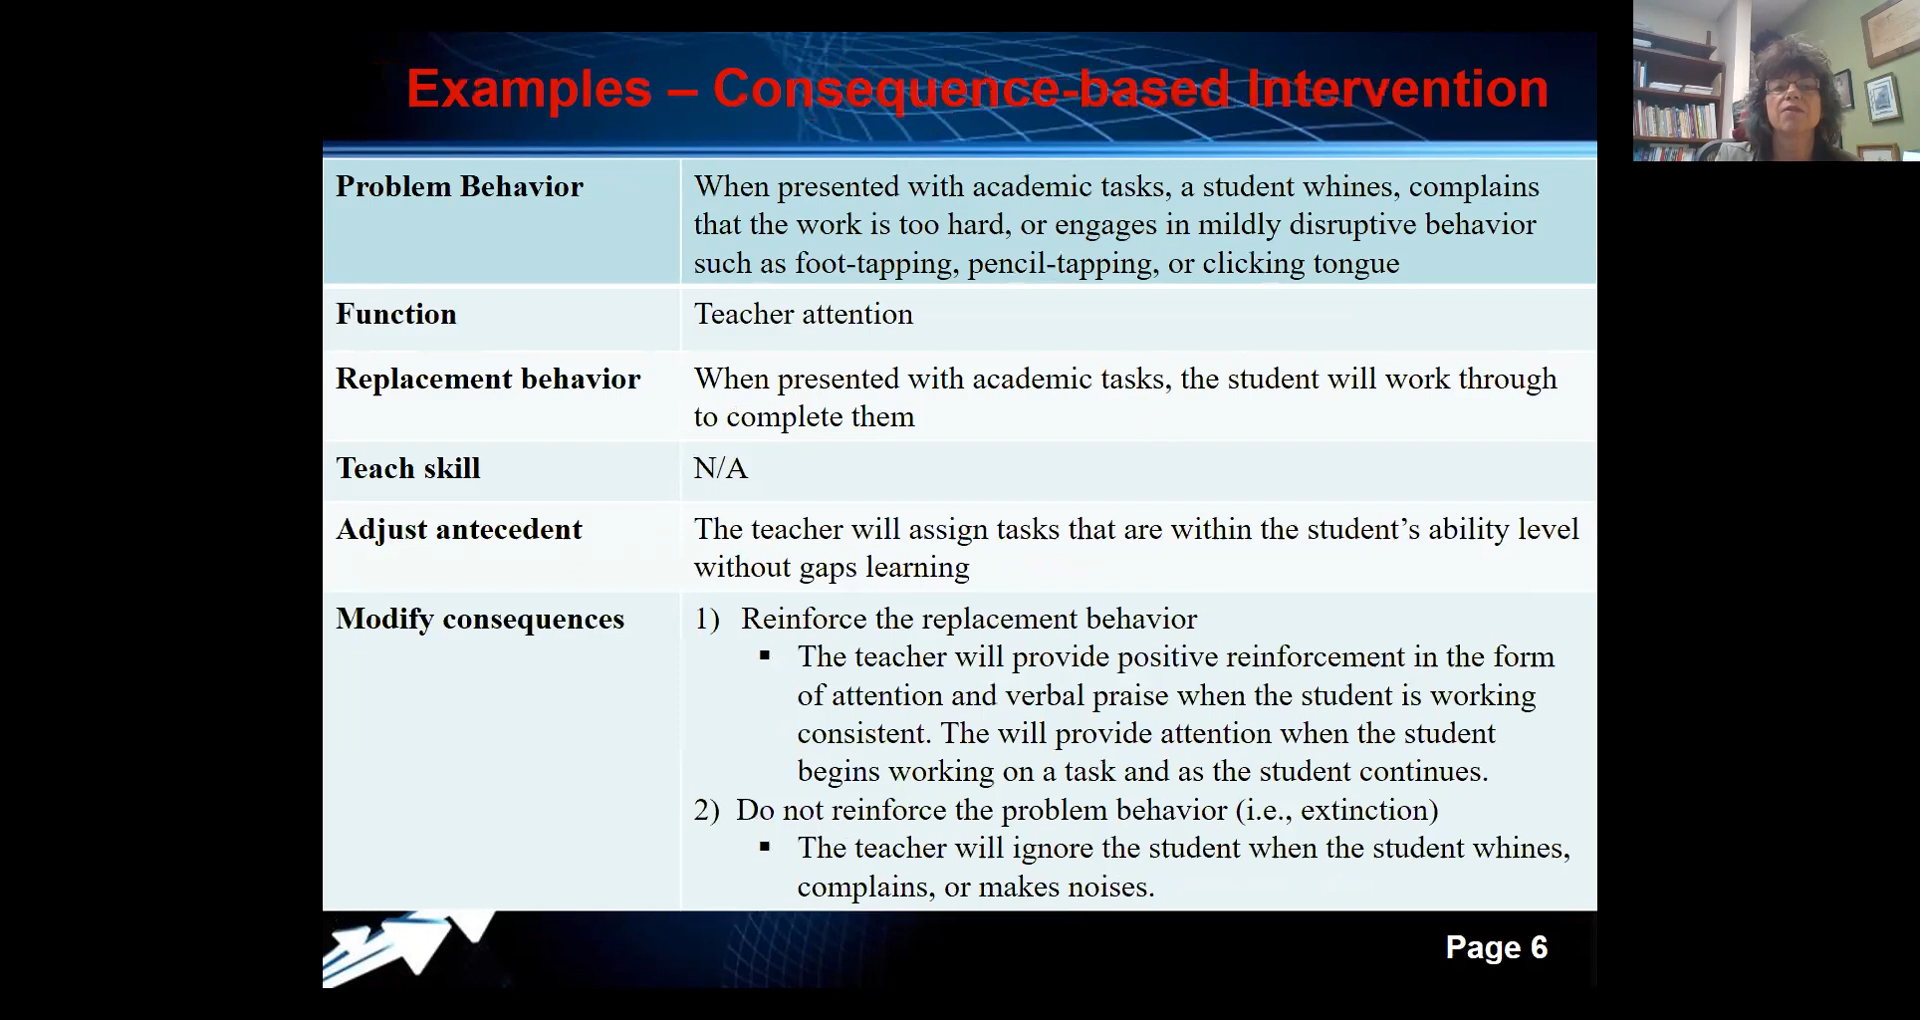 Examples – Consequence-based Intervention
Problem Behavior
When presented with academic tasks, a student whines, complains
that the work is too hard, or engages in mildly disruptive behavior
such as foot-tapping, pencil-tapping, or clicking tongue
Function
Teacher attention
Replacement behavior
When presented with academic tasks, the student will work through
to complete them
Teach skill
N/A
Adjust antecedent
The teacher will assign tasks that are within the student’s ability level
without gaps learning
Modify consequences
1) Reinforce the replacement behavior
▪ The teacher will provide positive reinforcement in the form
of attention and verbal praise when the student is working
consistent. The will provide attention when the student
begins working on a task and as the student continues.
2) Do not reinforce the problem behavior (i.e., extinction)
▪ The teacher will ignore the student when the student whines,
complains, or makes noises.
Page 6